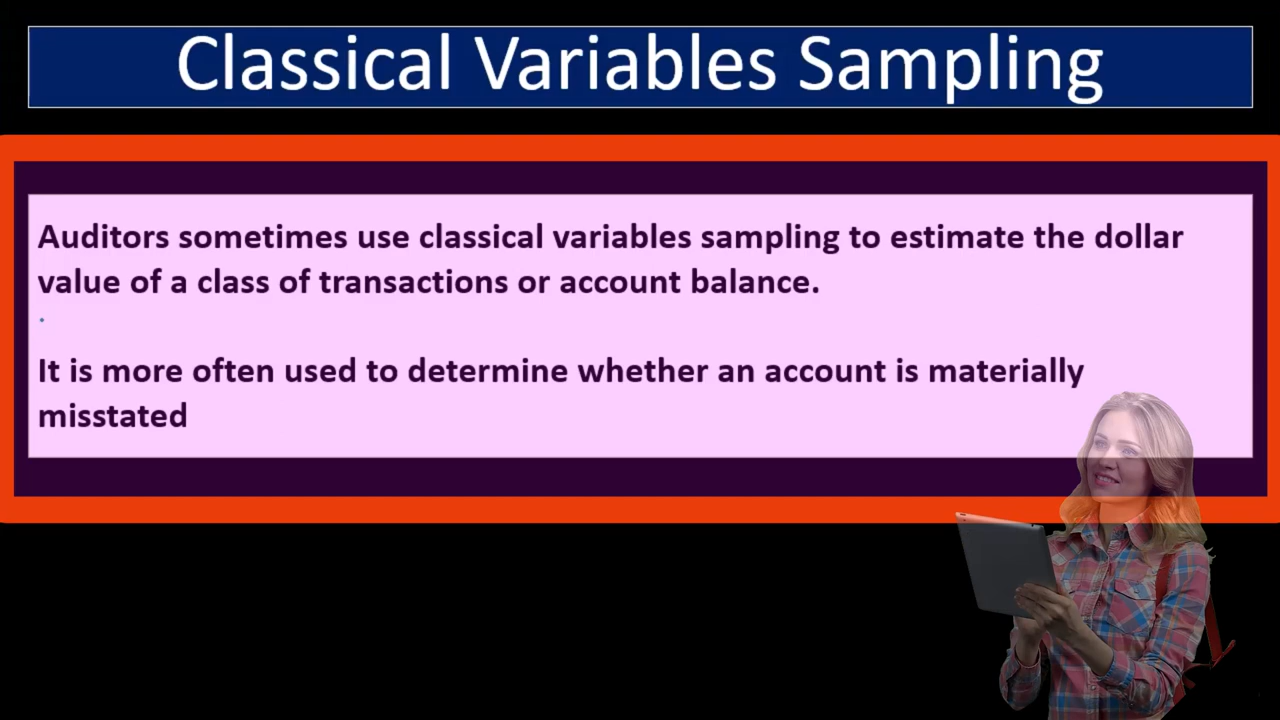 Classical Variables Sampling
Auditors sometimes use classical variables sampling to estimate the dollar
value of a class of transactions or account balance.
It is more often used to determine whether an account is materially
misstated